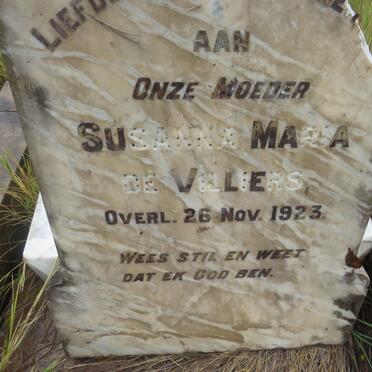 AAN
ONZE MOEDER
SUSANNA MARIA
DE VILLIERS,
OVERL. 26 NOV. 1923.
WEES STIL EN WEET
DAT EK GOD BEN.